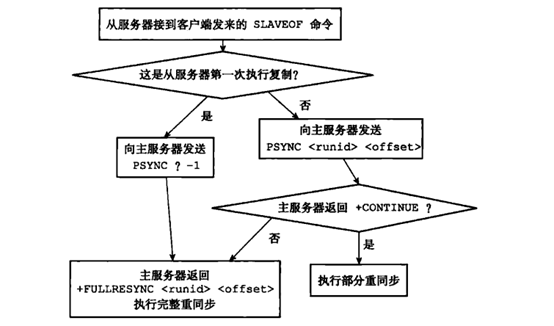 从服务器接到客户端发来的 SLAVEOF 命令
这是从服务器第一次执行复制？
是
否
向主服务器发送
PSYNC ? -1
向主服务器发送
PSYNC <runid> <offset>
主服务器返回 +CONTINUE ？
否
是
主服务器返回
+FULLRESYNC <runid> <offset>
执行完整重同步
执行部分重同步